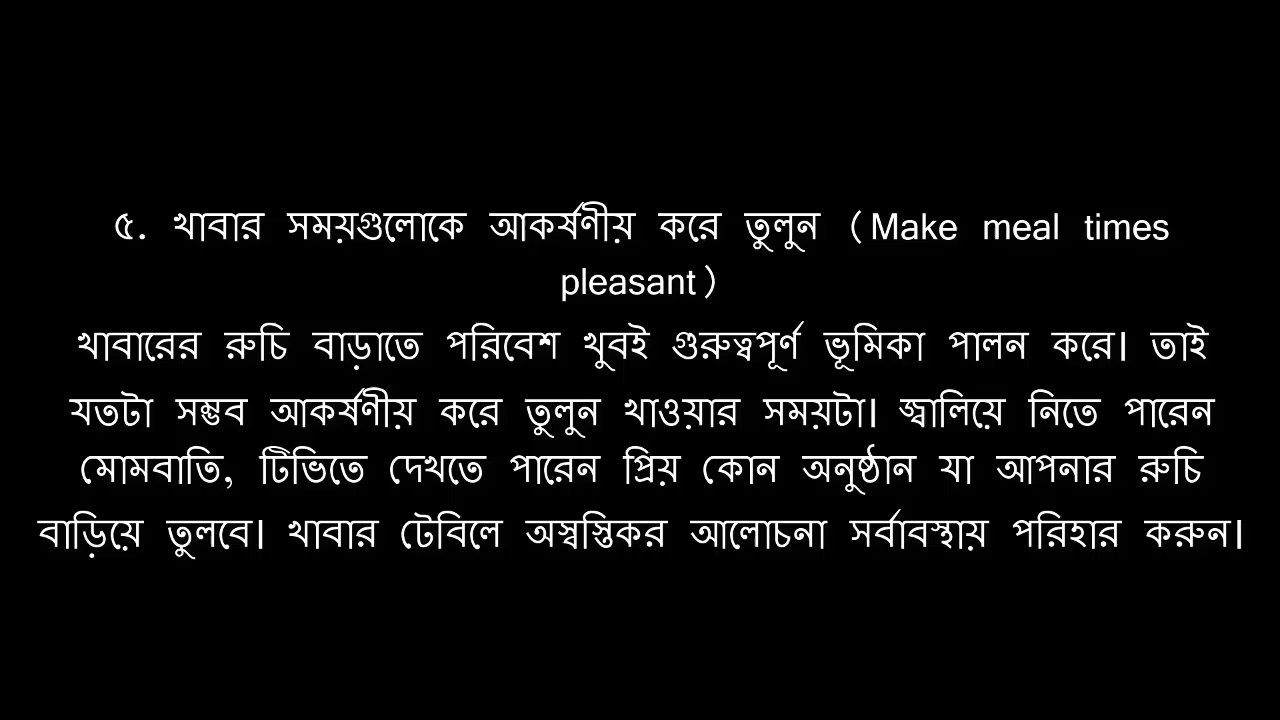 ৫. খাবার সময়গুলোকে আকর্ষণীয় করে তুলুন (Make meal times
pleasant)
খাবারের রুচি বাড়াতে পরিবেশ খুবই গুরুত্বপূর্ণ ভূমিকা পালন করে। তাই
যতটা সম্ভব আকর্ষণীয় করে তুলুন খাওয়ার সময়টা। জ্বালিয়ে নিতে পারেন
মোমবাতি, টিভিতে দেখতে পারেন প্রিয় কোন অনুষ্ঠান যা আপনার রুচি
বাড়িয়ে তুলবে। খাবার টেবিলে অস্বস্তিকর আলোচনা সর্বাবস্থায় পরিহার করুন।